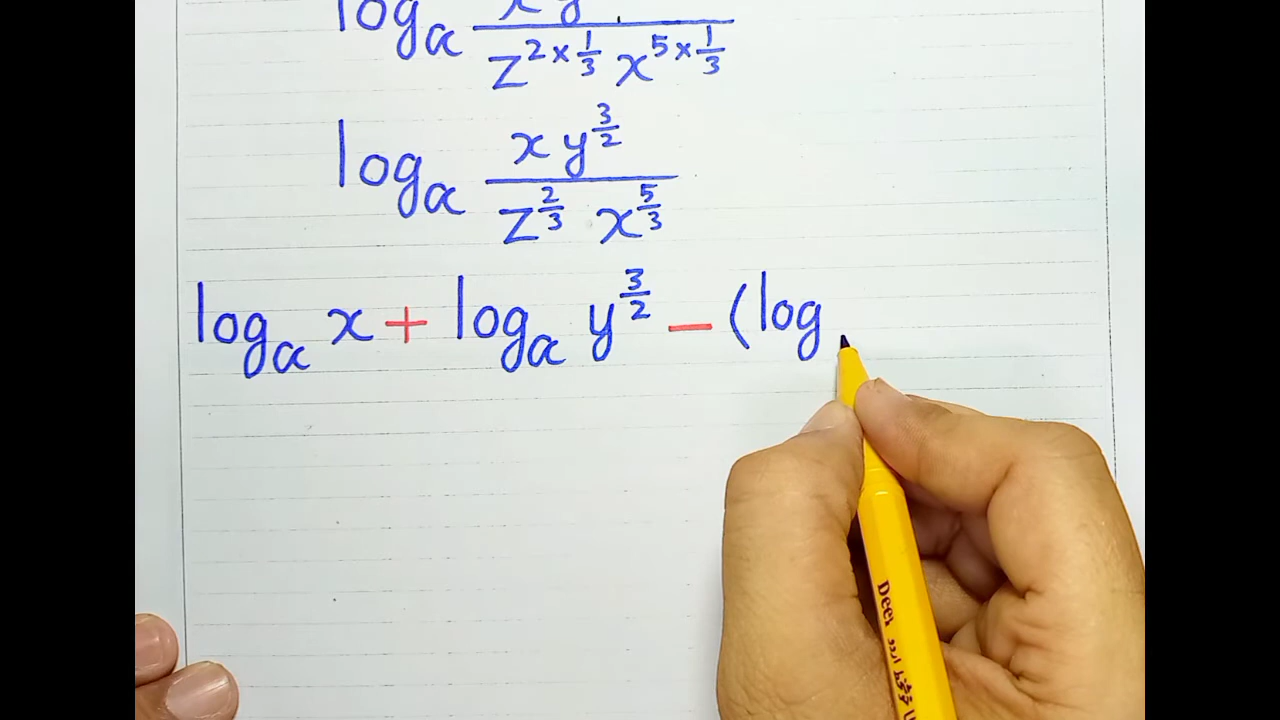 log_a x y / z^{2×1/3} x^{5×1/3}
log_a x y^{3/2} / z^{2/3} x^{5/3}
log_a x + log_a y^{3/2} − (log
Deer اردو